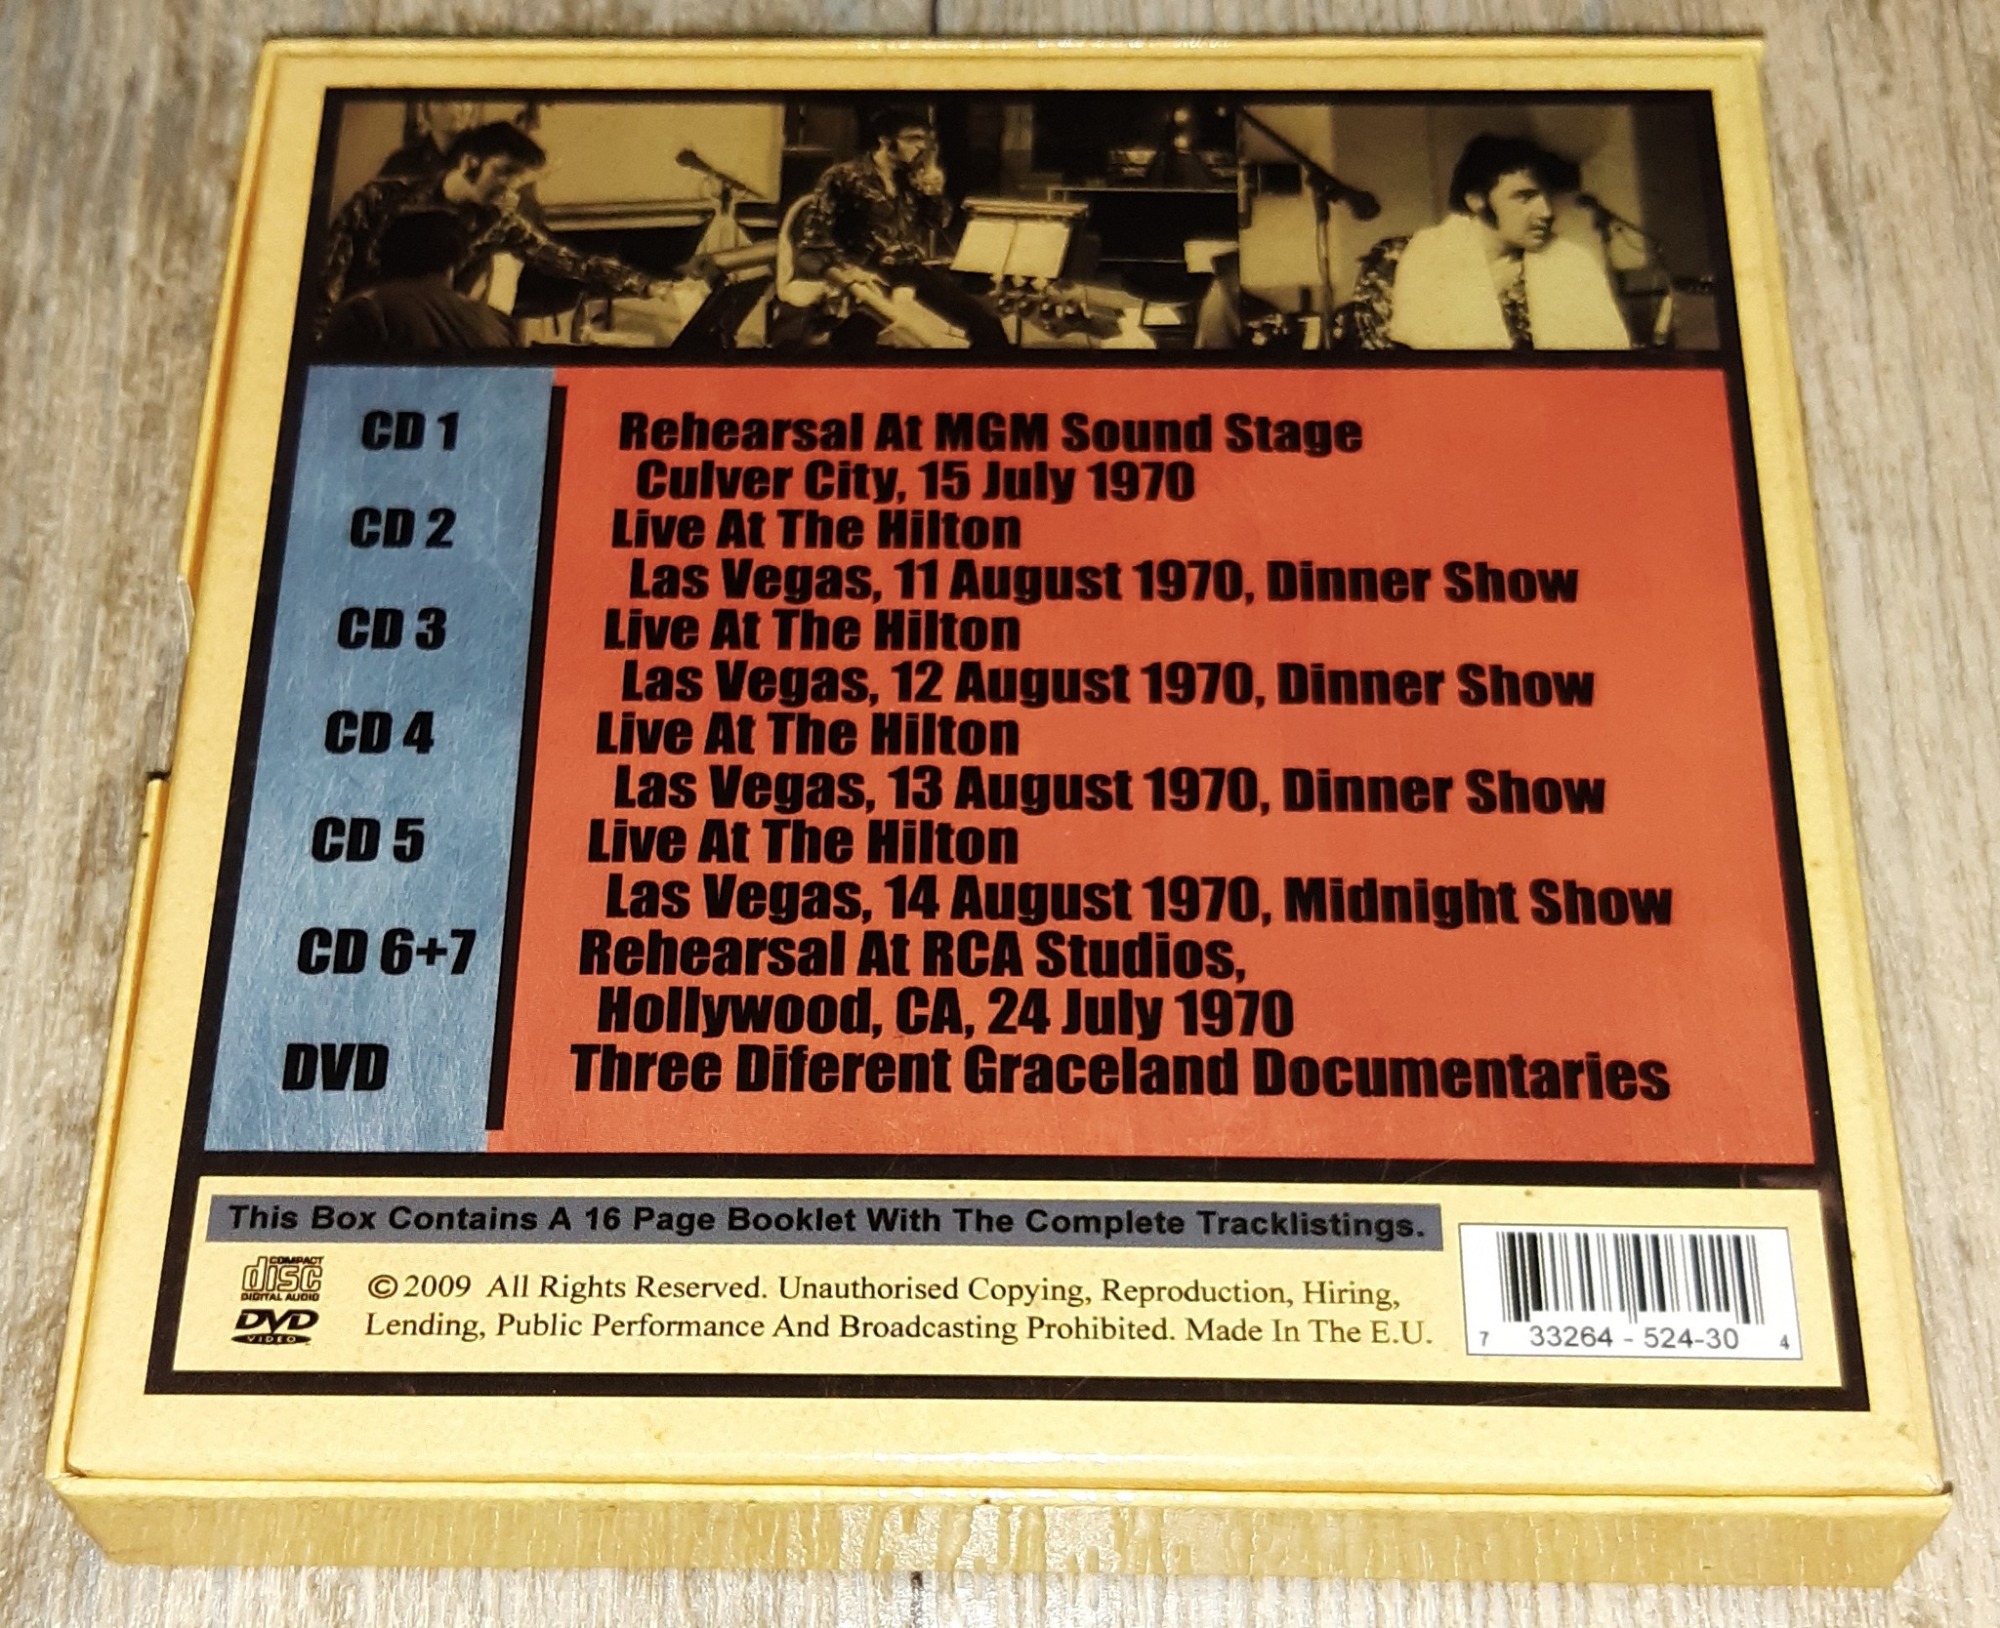 CD 1 Rehearsal At MGM Sound Stage
Culver City, 15 July 1970
CD 2 Live At The Hilton
Las Vegas, 11 August 1970, Dinner Show
CD 3 Live At The Hilton
Las Vegas, 12 August 1970, Dinner Show
CD 4 Live At The Hilton
Las Vegas, 13 August 1970, Dinner Show
CD 5 Live At The Hilton
Las Vegas, 14 August 1970, Midnight Show
CD 6+7 Rehearsal At RCA Studios,
Hollywood, CA, 24 July 1970
DVD Three Diferent Graceland Documentaries
This Box Contains A 16 Page Booklet With The Complete Tracklistings.
COMPACT
disc
DIGITAL AUDIO
DVD
VIDEO
© 2009 All Rights Reserved. Unauthorised Copying, Reproduction, Hiring,
Lending, Public Performance And Broadcasting Prohibited. Made In The E.U.
7 33264 - 524-30 4